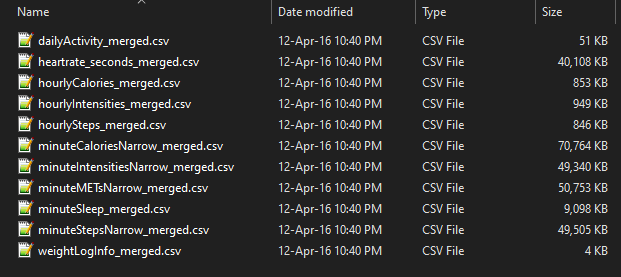 Name Date modified Type Size
dailyActivity_merged.csv 12-Apr-16 10:40 PM CSV File 51 KB
heartrate_seconds_merged.csv 12-Apr-16 10:40 PM CSV File 40,108 KB
hourlyCalories_merged.csv 12-Apr-16 10:40 PM CSV File 853 KB
hourlyIntensities_merged.csv 12-Apr-16 10:40 PM CSV File 949 KB
hourlySteps_merged.csv 12-Apr-16 10:40 PM CSV File 846 KB
minuteCaloriesNarrow_merged.csv 12-Apr-16 10:40 PM CSV File 70,764 KB
minuteIntensitiesNarrow_merged.csv 12-Apr-16 10:40 PM CSV File 49,340 KB
minuteMETsNarrow_merged.csv 12-Apr-16 10:40 PM CSV File 50,753 KB
minuteSleep_merged.csv 12-Apr-16 10:40 PM CSV File 9,098 KB
minuteStepsNarrow_merged.csv 12-Apr-16 10:40 PM CSV File 49,505 KB
weightLogInfo_merged.csv 12-Apr-16 10:40 PM CSV File 4 KB